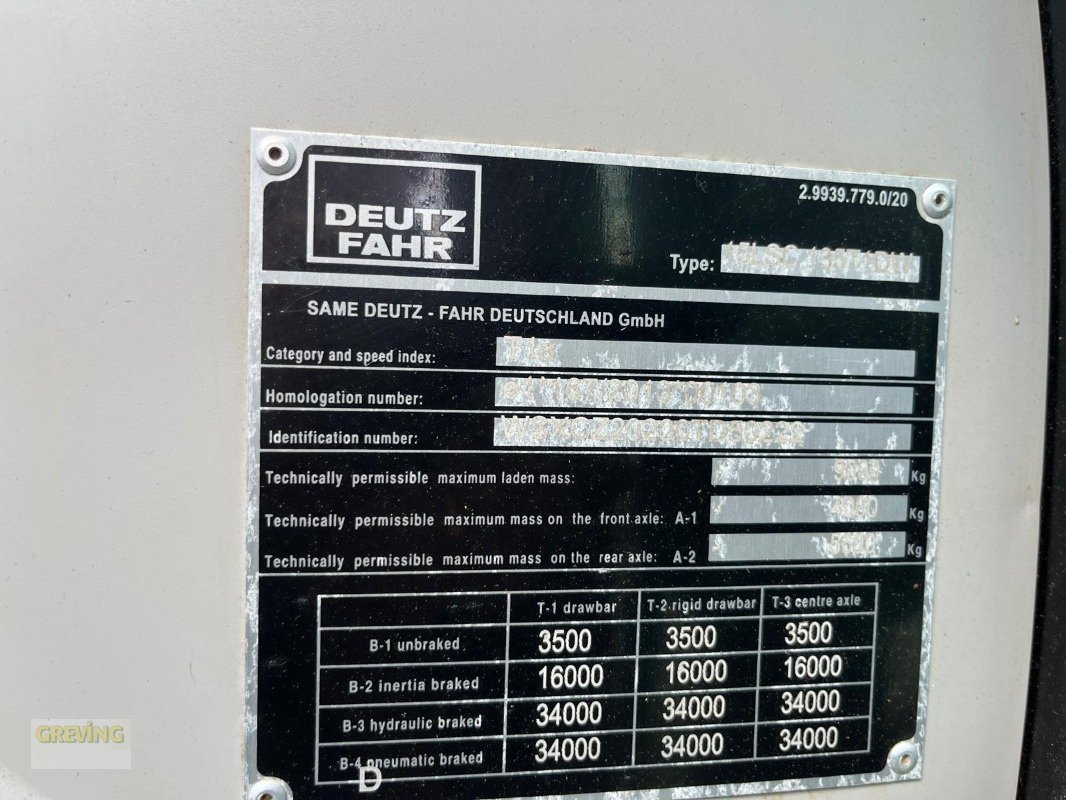 DEUTZ
FAHR
2.9939.779.0/20
Type:
SAME DEUTZ - FAHR DEUTSCHLAND GmbH
Category and speed index:
Homologation number:
Identification number:
Technically permissible maximum laden mass: Kg
Technically permissible maximum mass on the front axle: A-1 Kg
Technically permissible maximum mass on the rear axle: A-2 Kg
T-1 drawbar T-2 rigid drawbar T-3 centre axle
B-1 unbraked 3500 3500 3500
B-2 inertia braked 16000 16000 16000
B-3 hydraulic braked 34000 34000 34000
B-4 pneumatic braked 34000 34000 34000
D
GREVING